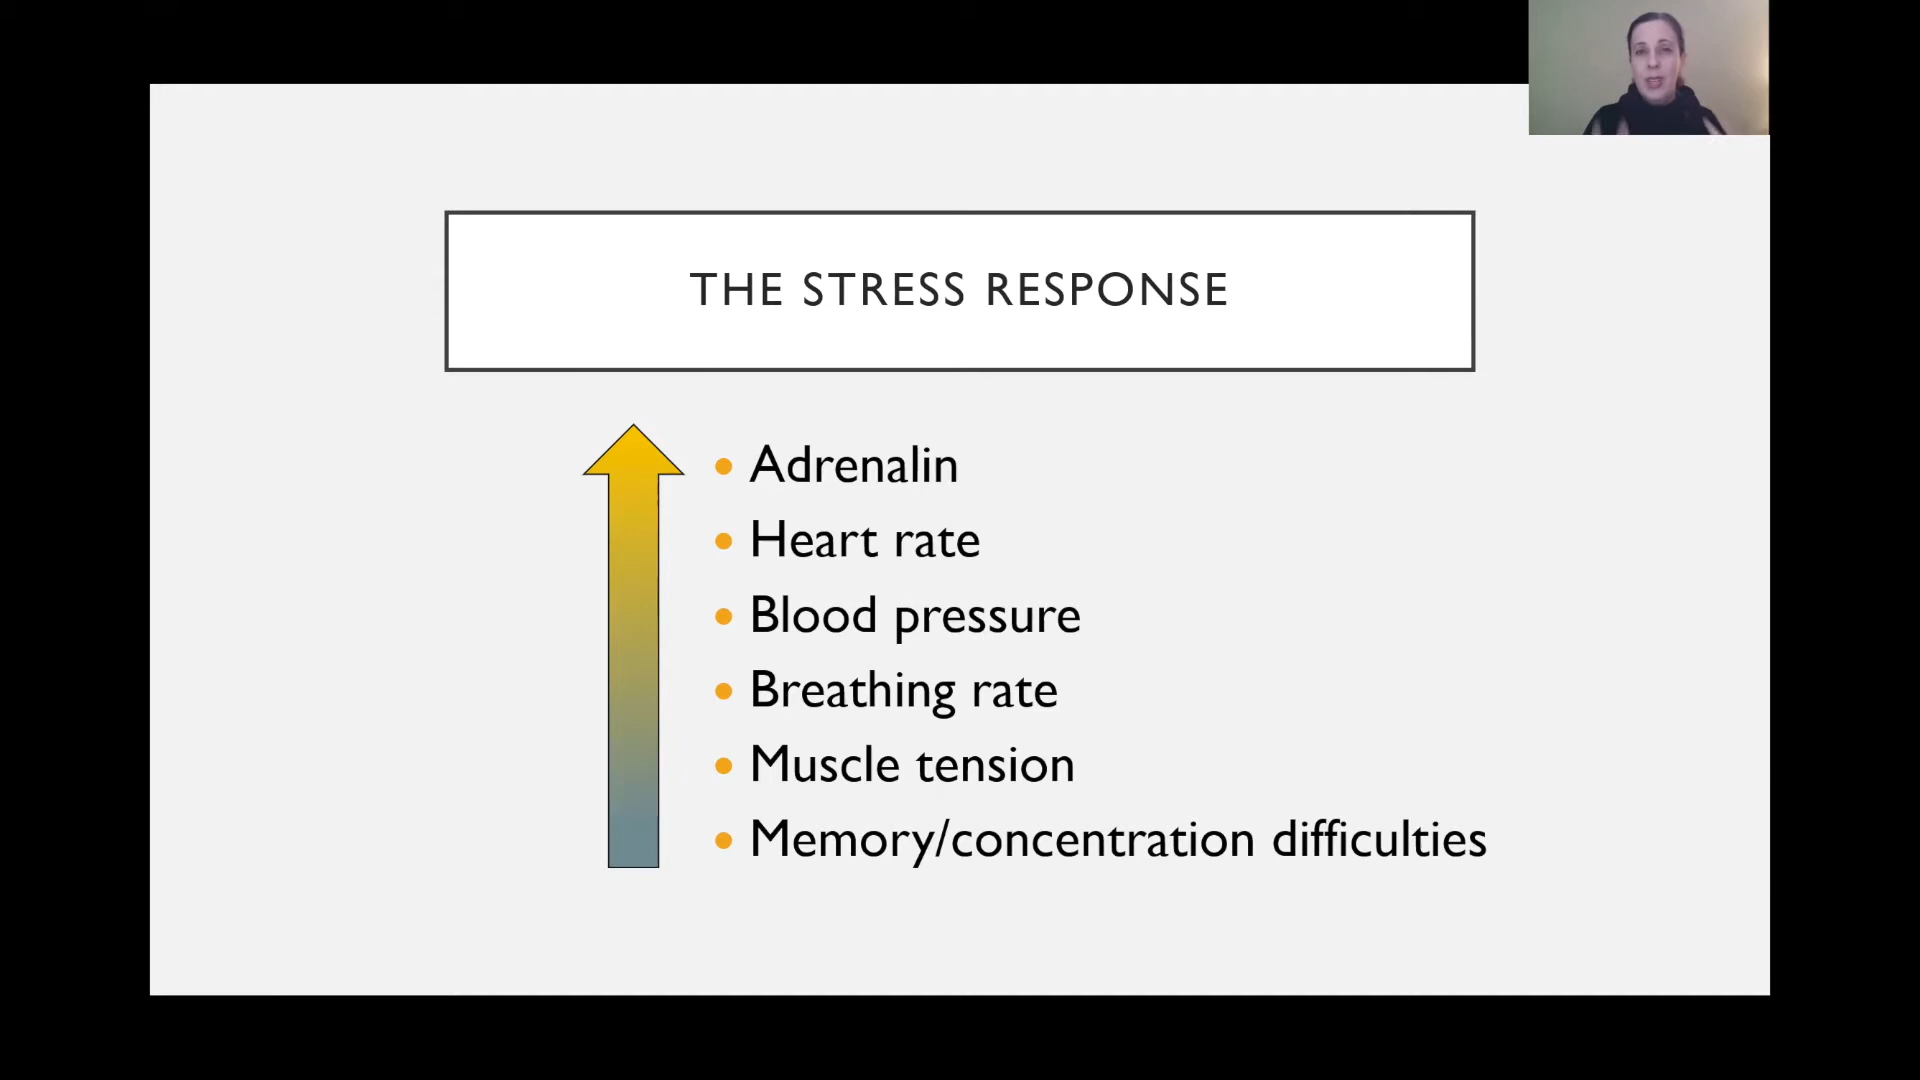 THE STRESS RESPONSE
Adrenalin
Heart rate
Blood pressure
Breathing rate
Muscle tension
Memory/concentration difficulties